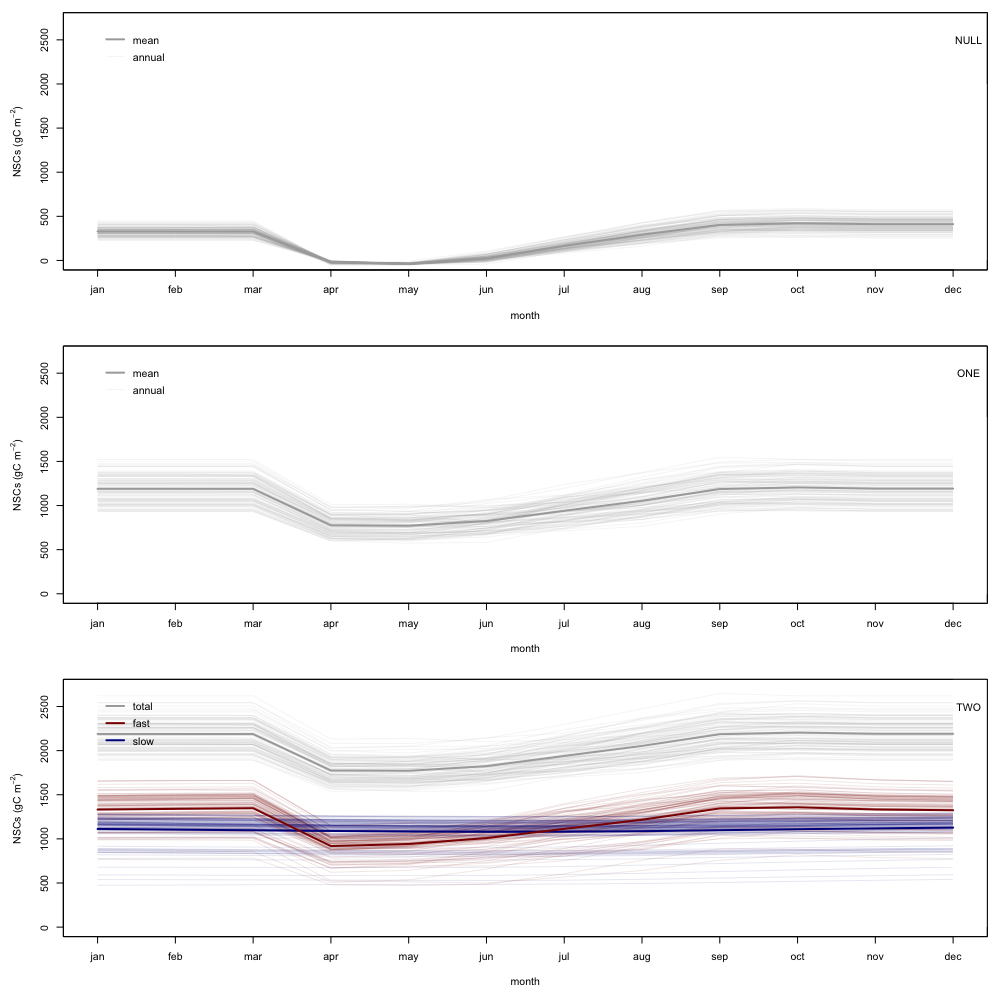 NULL
mean
annual
NSCs (gC m⁻²)
0 500 1000 1500 2000 2500
jan feb mar apr may jun jul aug sep oct nov dec
month
ONE
mean
annual
NSCs (gC m⁻²)
0 500 1000 1500 2000 2500
jan feb mar apr may jun jul aug sep oct nov dec
month
TWO
total
fast
slow
NSCs (gC m⁻²)
0 500 1000 1500 2000 2500
jan feb mar apr may jun jul aug sep oct nov dec
month